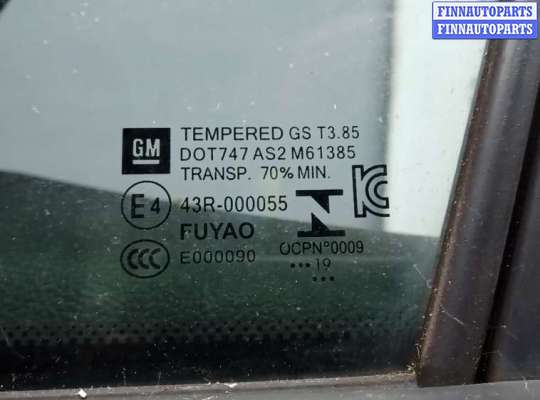 FINNAUTOPARTS
FINNAUTOPARTS
GM
TEMPERED GS T3.85
DOT747 AS2 M61385
TRANSP. 70% MIN.
E4 43R-000055
FUYAO
CCC E000090
OCPN°0009
...19
...